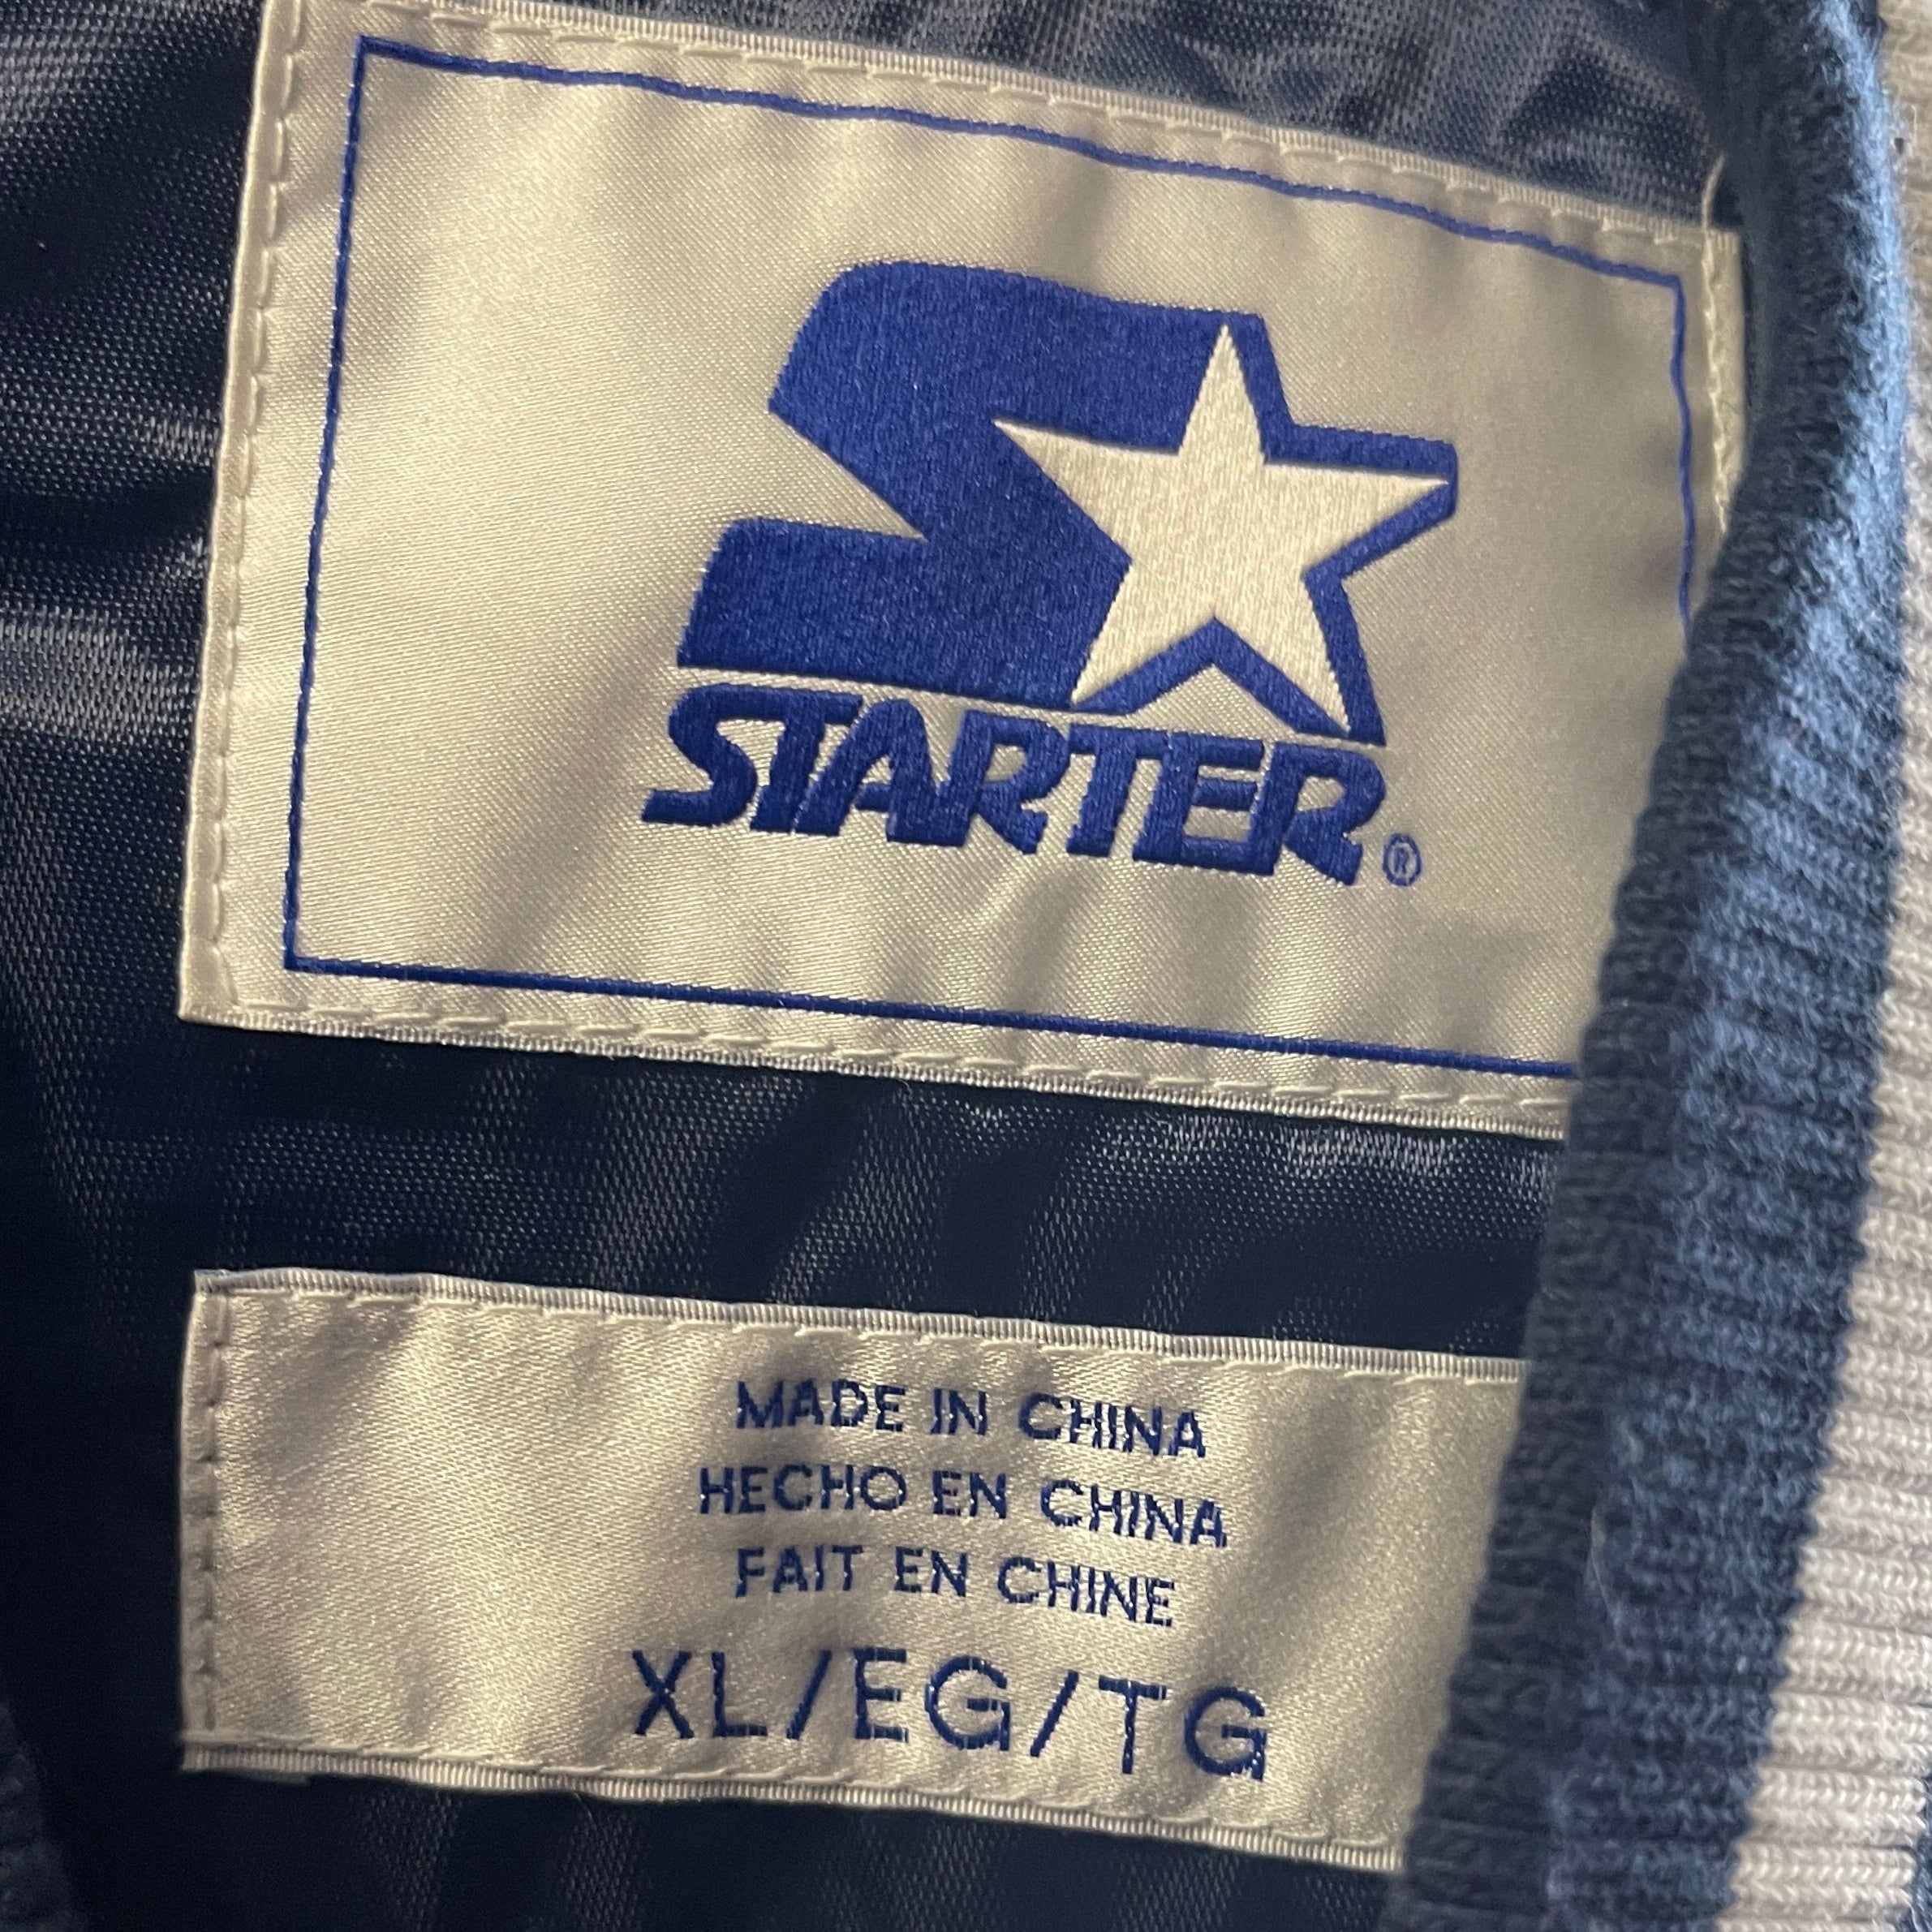 STARTER®
MADE IN CHINA
HECHO EN CHINA
FAIT EN CHINE
XL/EG/TG